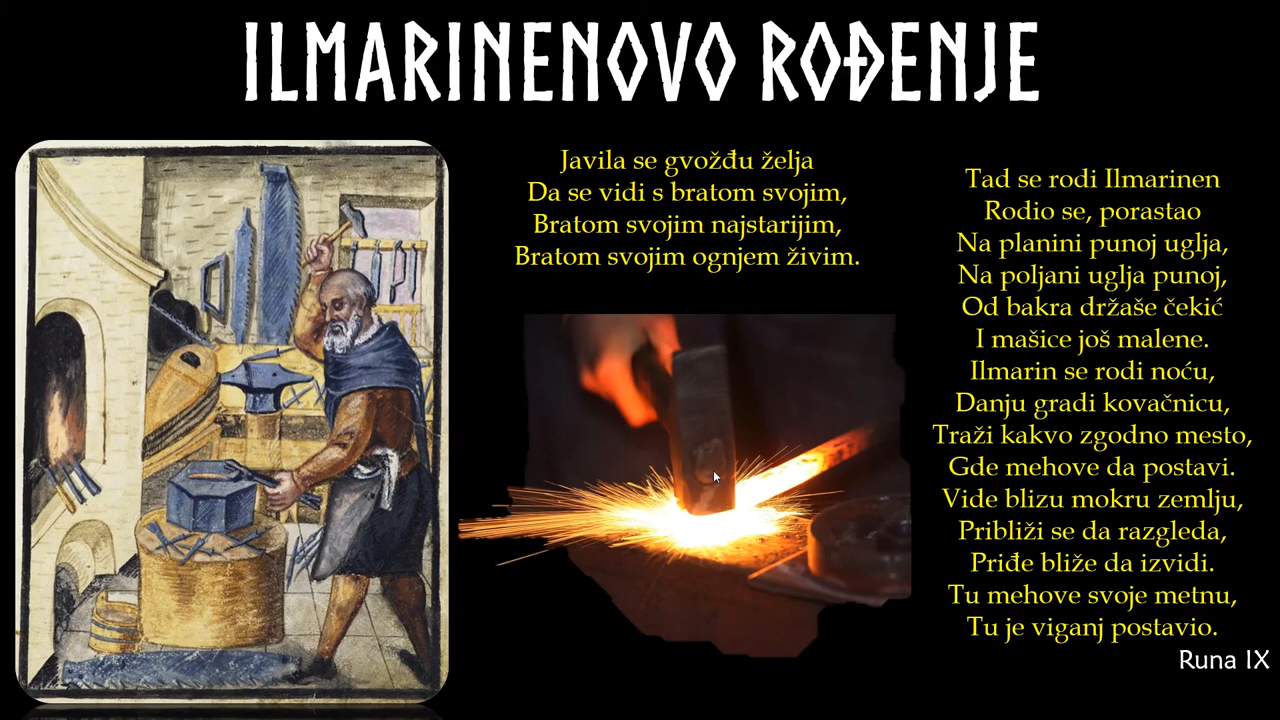 ILMARINENOVO ROĐENJE
Javila se gvožđu želja
Da se vidi s bratom svojim,
Bratom svojim najstarijim,
Bratom svojim ognjem živim.
Tad se rodi Ilmarinen
Rodio se, porastao
Na planini punoj uglja,
Na poljani uglja punoj,
Od bakra držaše čekić
I mašice još malene.
Ilmarin se rodi noću,
Danju gradi kovačnicu,
Traži kakvo zgodno mesto,
Gde mehove da postavi.
Vide blizu mokru zemlju,
Približi se da razgleda,
Priđe bliže da izvidi.
Tu mehove svoje metnu,
Tu je viganj postavio.
Runa IX